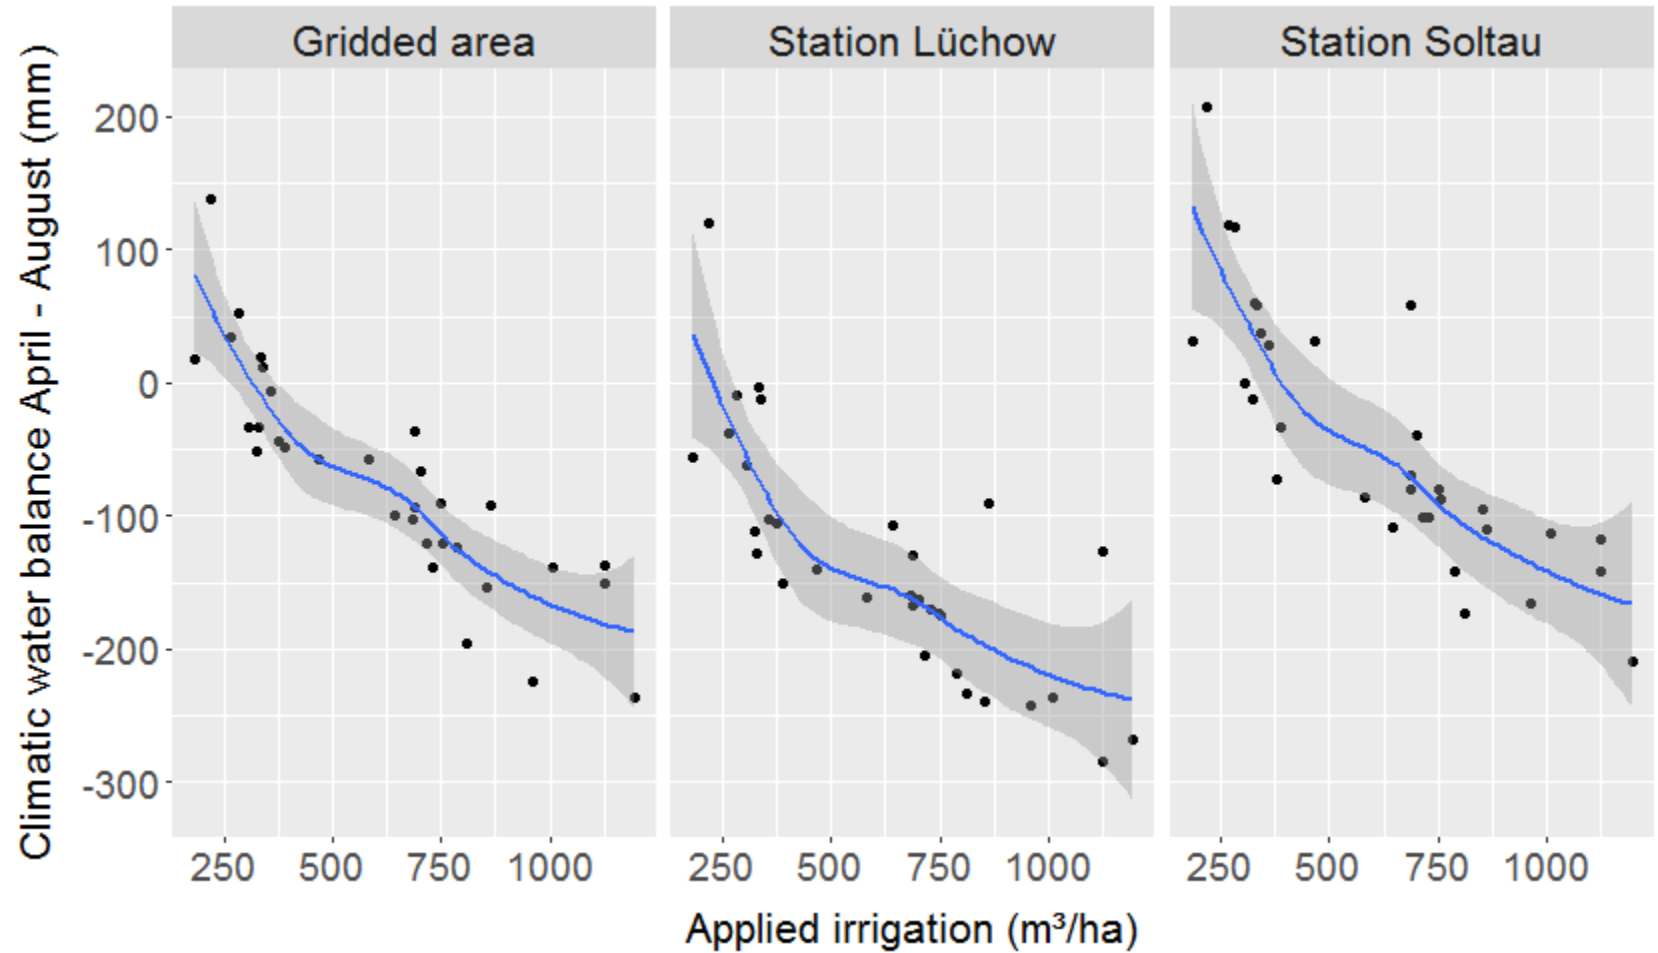 Gridded area
Station Lüchow
Station Soltau
Climatic water balance April - August (mm)
200
100
0
-100
-200
-300
250 500 750 1000
250 500 750 1000
250 500 750 1000
Applied irrigation (m³/ha)